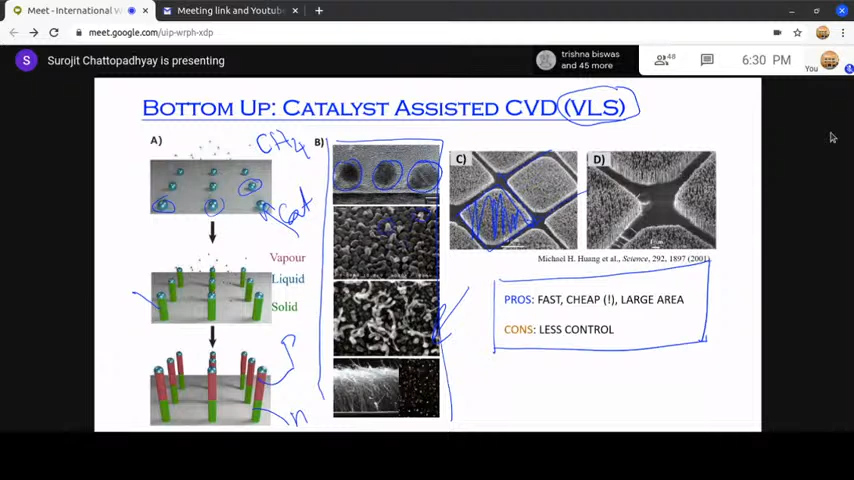 Meet - International W
Meeting link and Youtub
meet.google.com/uip-wrph-xdp
S
Surojit Chattopadhyay is presenting
trishna biswas
and 45 more
48
6:30 PM
You
BOTTOM UP: CATALYST ASSISTED CVD (VLS)
A)
CH4
B)
C)
D)
Cat
Vapour
Liquid
Solid
Michael H. Huang et al., Science, 292, 1897 (2001)
PROS: FAST, CHEAP (!), LARGE AREA
CONS: LESS CONTROL
P
n